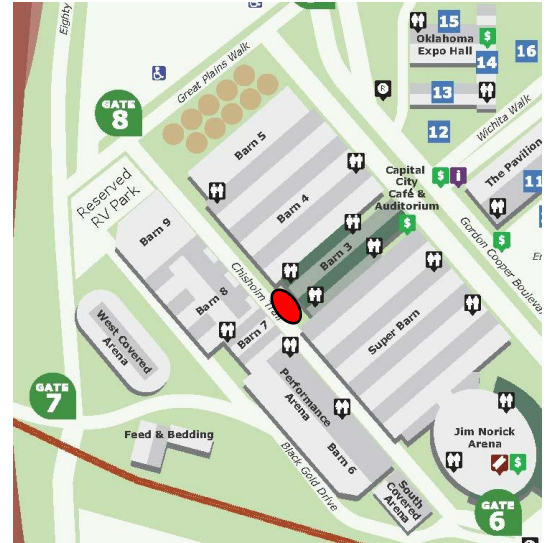 Eighty
Great Plains Walk
GATE
8
Reserved
RV Park
15
Oklahoma
Expo Hall
$
14
16
13
R
12
Wichita Walk
Barn 5
Barn 4
Barn 3
Capital
City
Café &
Auditorium
$
i
$
The Pavilion
11
$
Gordon Cooper Boulevar
Barn 9
Barn 8
Barn 7
Chisholm Trail
Super Barn
West Covered
Arena
GATE
7
Feed & Bedding
Performance
Arena
Barn 6
Black Gold Drive
South
Covered
Arena
Jim Norick
Arena
$
GATE
6